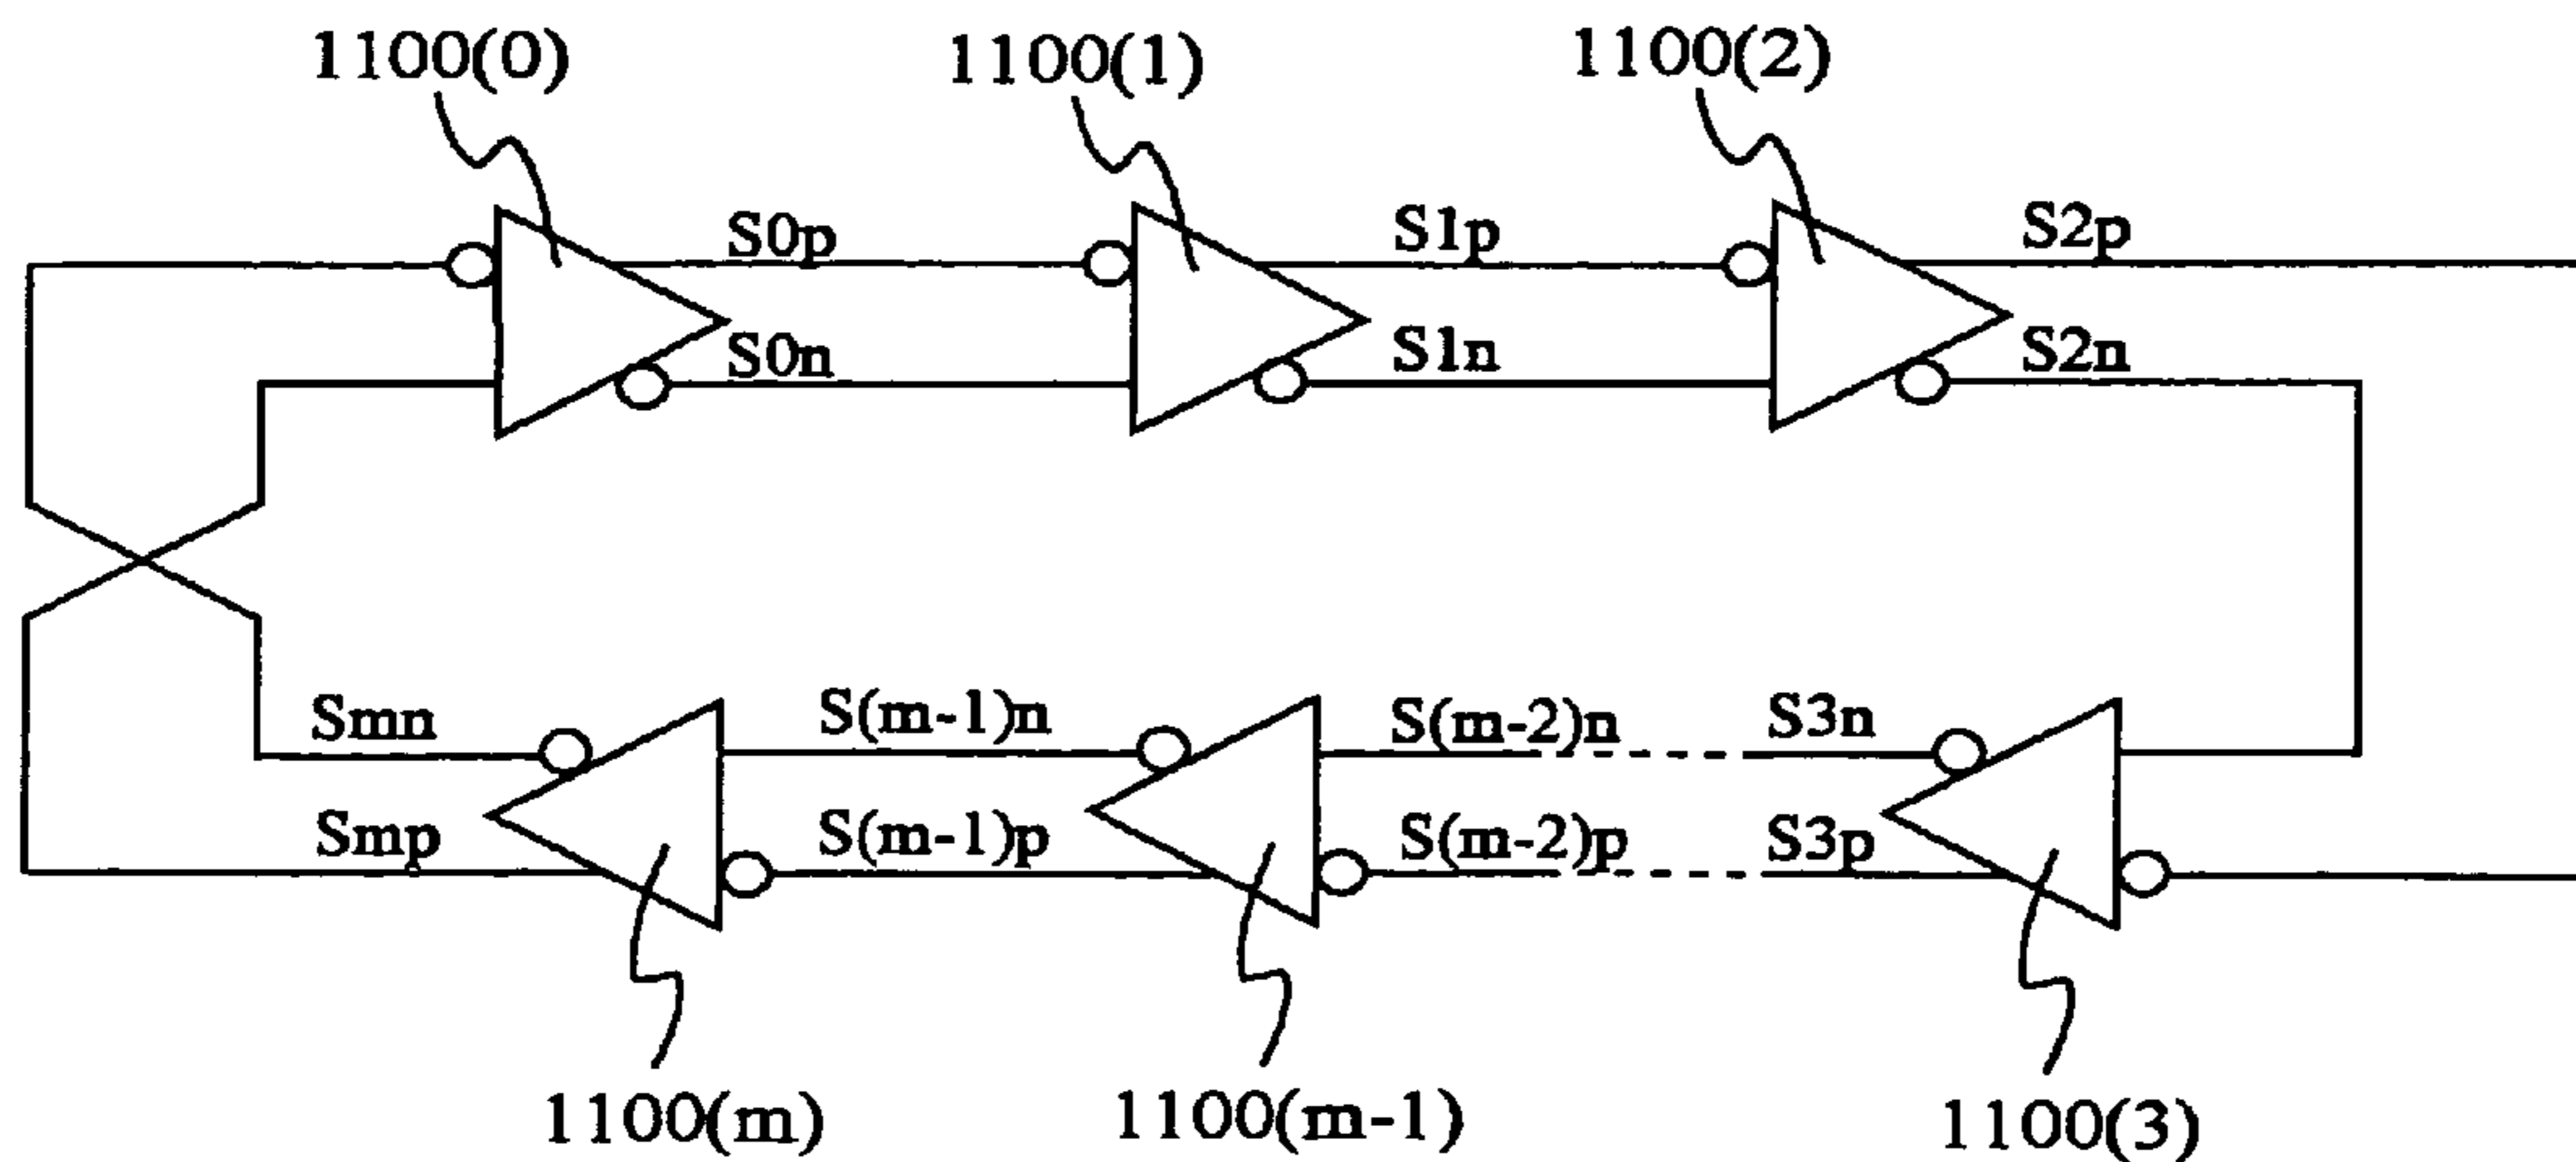 1100(0) 1100(1) 1100(2)
S0p S1p S2p
S0n S1n S2n
Smn S(m-1)n S(m-2)n S3n
Smp S(m-1)p S(m-2)p S3p
1100(m) 1100(m-1) 1100(3)